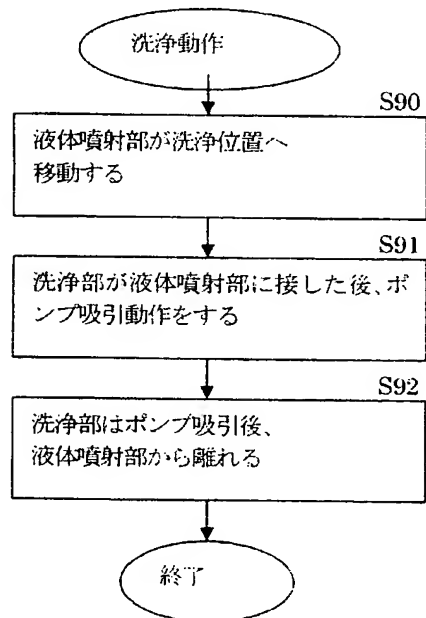 洗浄動作
S90
液体噴射部が洗浄位置へ
移動する
S91
洗浄部が液体噴射部に接した後、ポ
ンプ吸引動作をする
S92
洗浄部はポンプ吸引後、
液体噴射部から離れる
終了